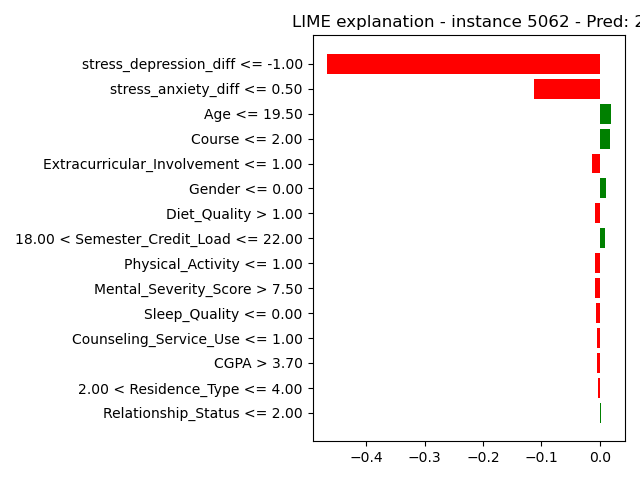 LIME explanation - instance 5062 - Pred: 2
stress_depression_diff <= -1.00
stress_anxiety_diff <= 0.50
Age <= 19.50
Course <= 2.00
Extracurricular_Involvement <= 1.00
Gender <= 0.00
Diet_Quality > 1.00
18.00 < Semester_Credit_Load <= 22.00
Physical_Activity <= 1.00
Mental_Severity_Score > 7.50
Sleep_Quality <= 0.00
Counseling_Service_Use <= 1.00
CGPA > 3.70
2.00 < Residence_Type <= 4.00
Relationship_Status <= 2.00
−0.4 −0.3 −0.2 −0.1 0.0